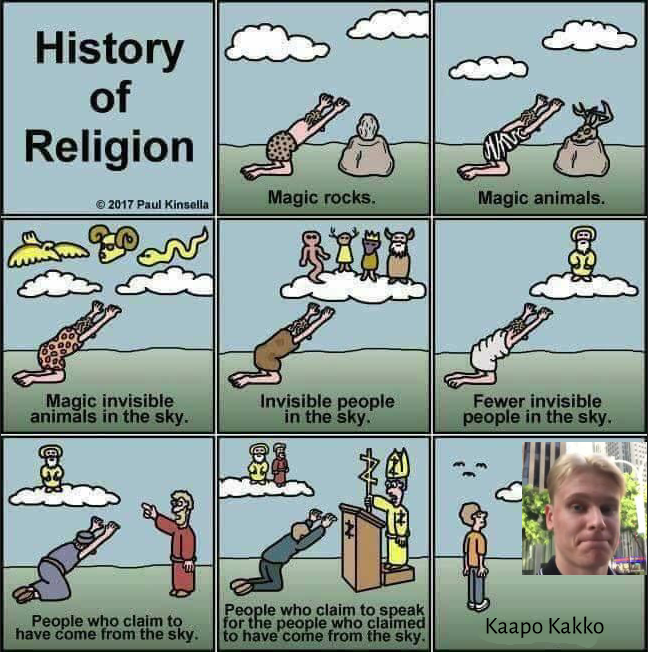 History
of
Religion
© 2017 Paul Kinsella
Magic rocks.
Magic animals.
Magic invisible
animals in the sky.
Invisible people
in the sky.
Fewer invisible
people in the sky.
People who claim to
have come from the sky.
People who claim to speak
for the people who claimed
to have come from the sky.
Kaapo Kakko